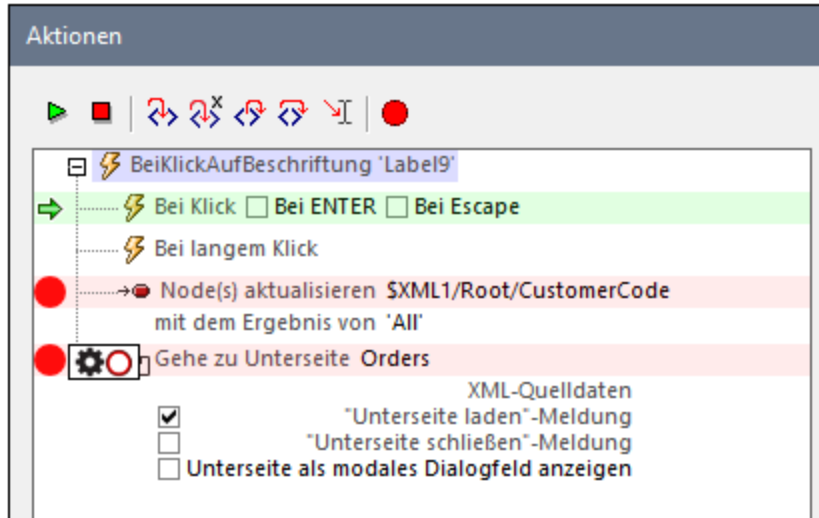 Aktionen
BeiKlickAufBeschriftung 'Label9'
Bei Klick Bei ENTER Bei Escape
Bei langem Klick
Node(s) aktualisieren $XML1/Root/CustomerCode
mit dem Ergebnis von 'All'
Gehe zu Unterseite Orders
XML-Quelldaten
"Unterseite laden"-Meldung
"Unterseite schließen"-Meldung
Unterseite als modales Dialogfeld anzeigen